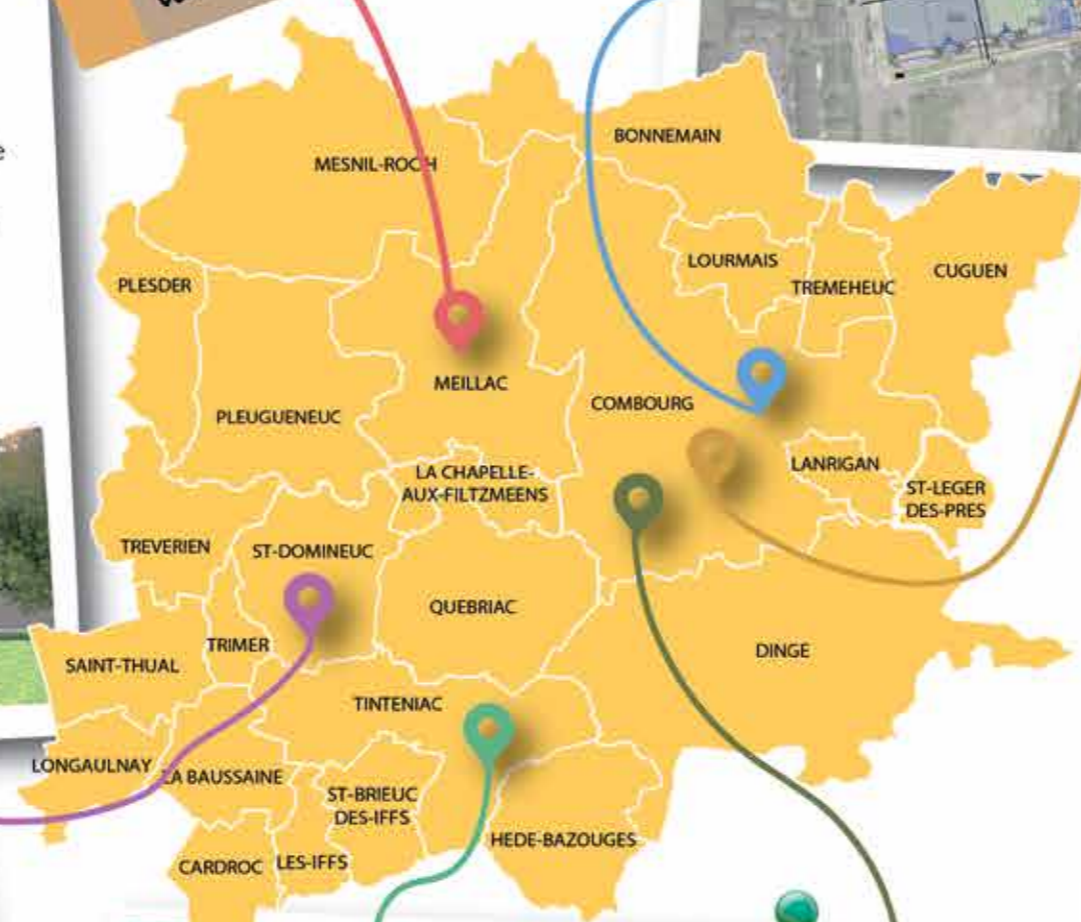 BONNEMAIN
MESNIL-ROCH
LOURMAIS
CUGUEN
PLESDER
TREMEHEUC
MEILLAC
COMBOURG
PLEUGUENEUC
LANRIGAN
LA CHAPELLE-
AUX-FILTZMEENS
ST-LEGER
DES-PRES
TREVERIEN
ST-DOMINEUC
QUEBRIAC
TRIMER
DINGE
SAINT-THUAL
TINTENIAC
LONGAULNAY
LA BAUSSAINE
ST-BRIEUC
DES-IFFS
HEDE-BAZOUGES
CARDROC
LES-IFFS